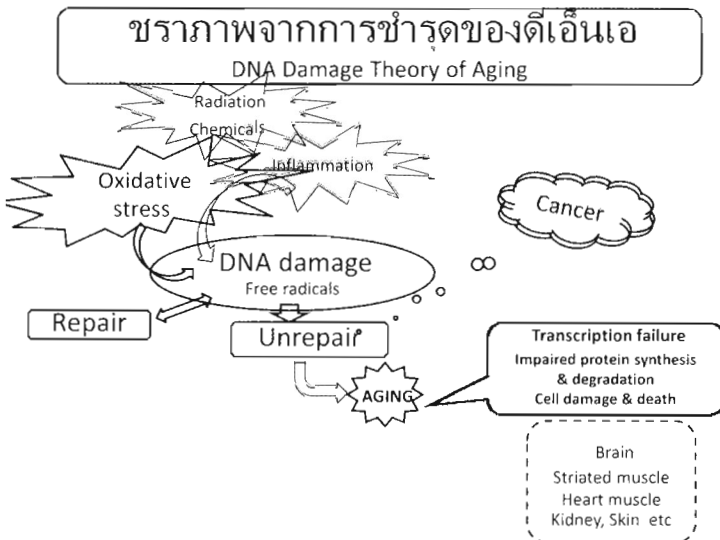 ชราภาพจากการชำรุดของดีเอ็นเอ
DNA Damage Theory of Aging
Radiation
Chemicals
Inflammation
Oxidative
stress
Cancer
DNA damage
Free radicals
Repair
Unrepair
AGING
Transcription failure
Impaired protein synthesis
& degradation
Cell damage & death
Brain
Striated muscle
Heart muscle
Kidney, Skin etc